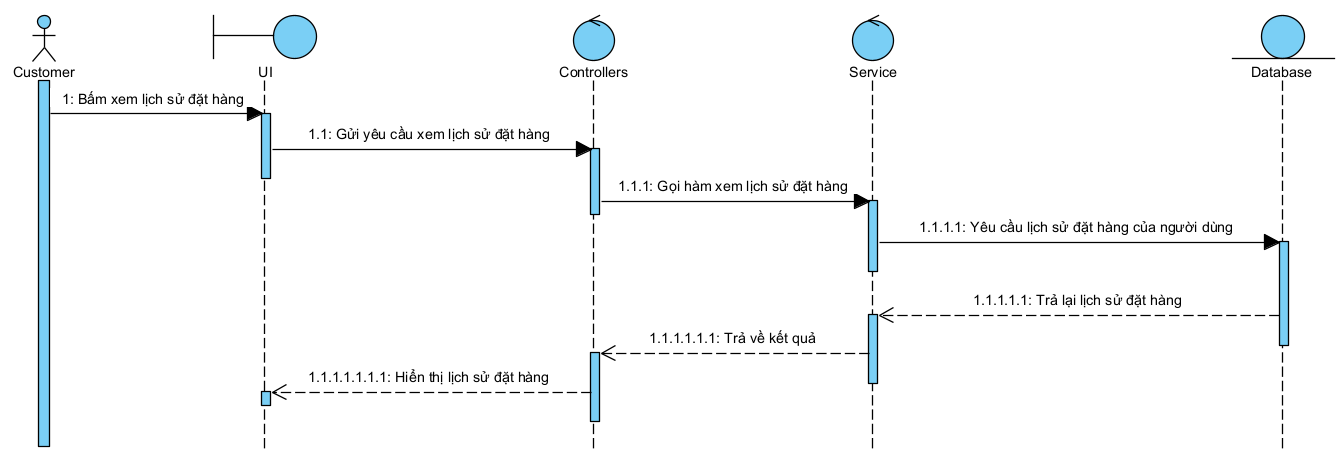 Customer
UI
Controllers
Service
Database
1: Bấm xem lịch sử đặt hàng
1.1: Gửi yêu cầu xem lịch sử đặt hàng
1.1.1: Gọi hàm xem lịch sử đặt hàng
1.1.1.1: Yêu cầu lịch sử đặt hàng của người dùng
1.1.1.1.1: Trả lại lịch sử đặt hàng
1.1.1.1.1.1: Trả về kết quả
1.1.1.1.1.1.1: Hiển thị lịch sử đặt hàng